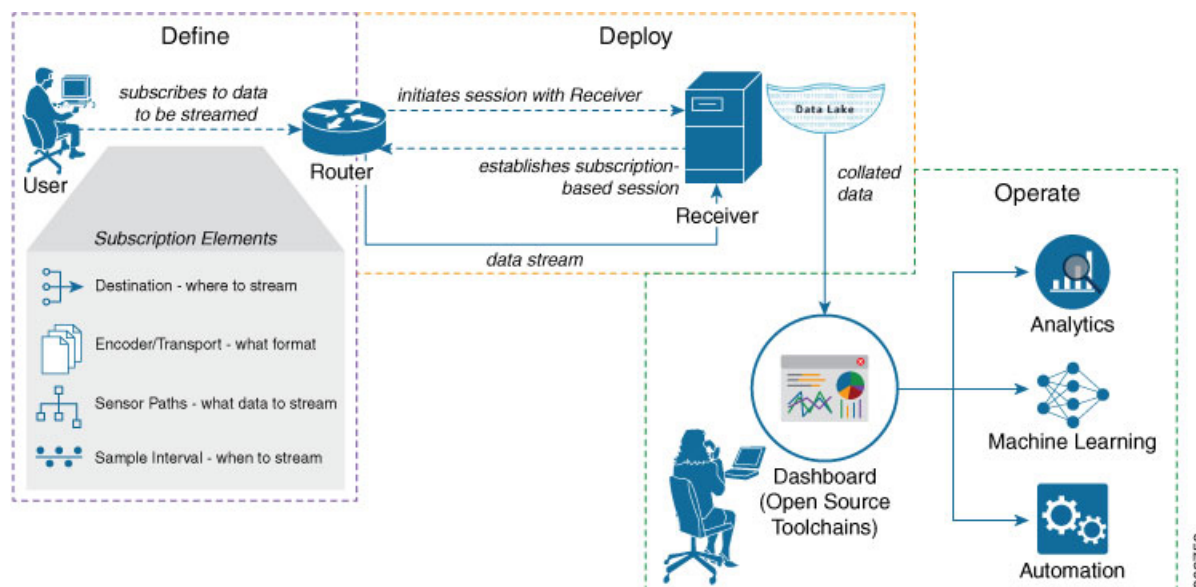 Define
subscribes to data
to be streamed
User
Subscription Elements
Destination - where to stream
Encoder/Transport - what format
Sensor Paths - what data to stream
Sample Interval - when to stream
Deploy
Router
initiates session with Receiver
establishes subscription-
based session
Receiver
data stream
Data Lake
collated
data
Operate
Dashboard
(Open Source
Toolchains)
Analytics
Machine Learning
Automation